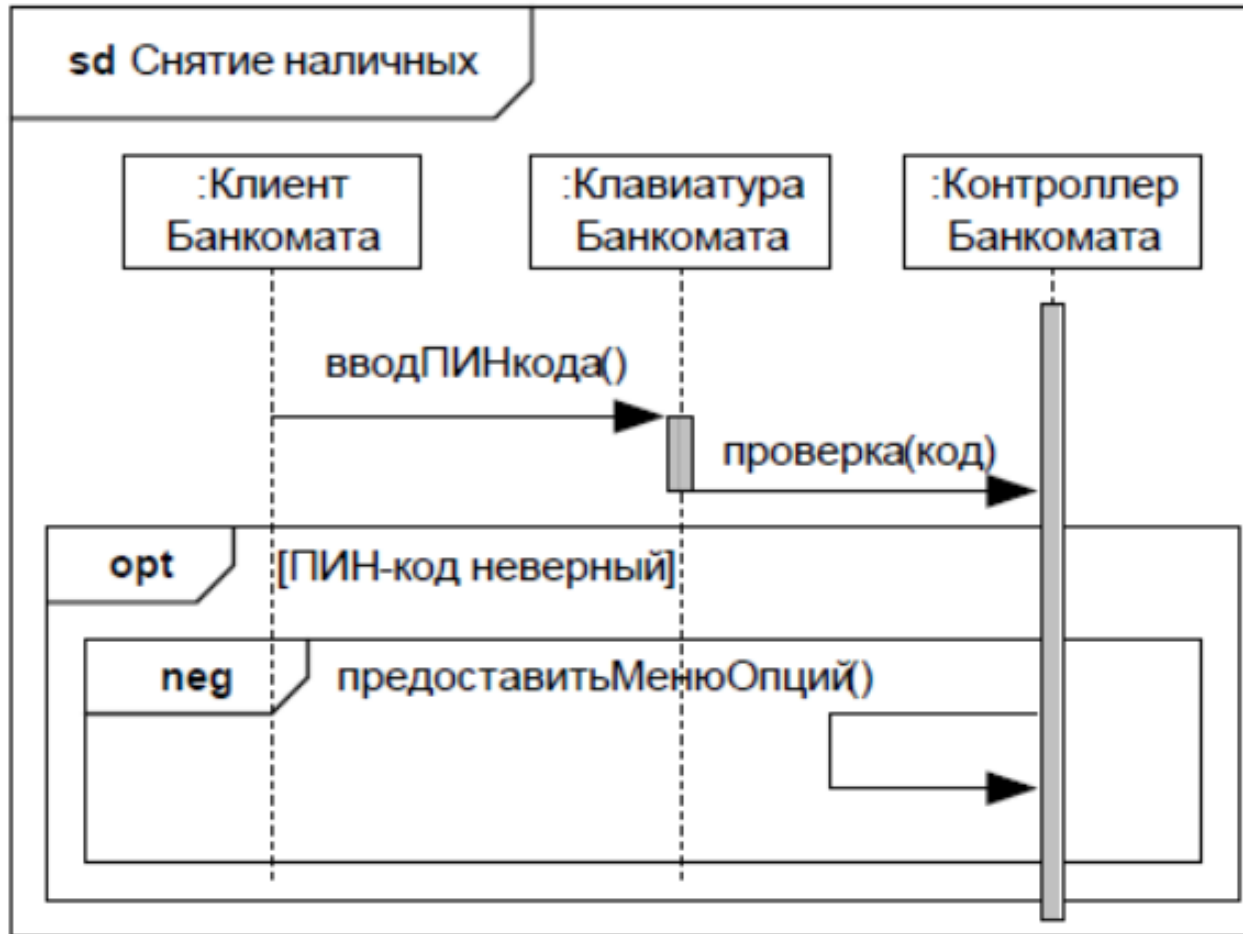 sd Снятие наличных
:Клиент
Банкомата
:Клавиатура
Банкомата
:Контроллер
Банкомата
вводПИНкода()
проверка(код)
opt [ПИН-код неверный]
neg предоставитьМенюОпций()